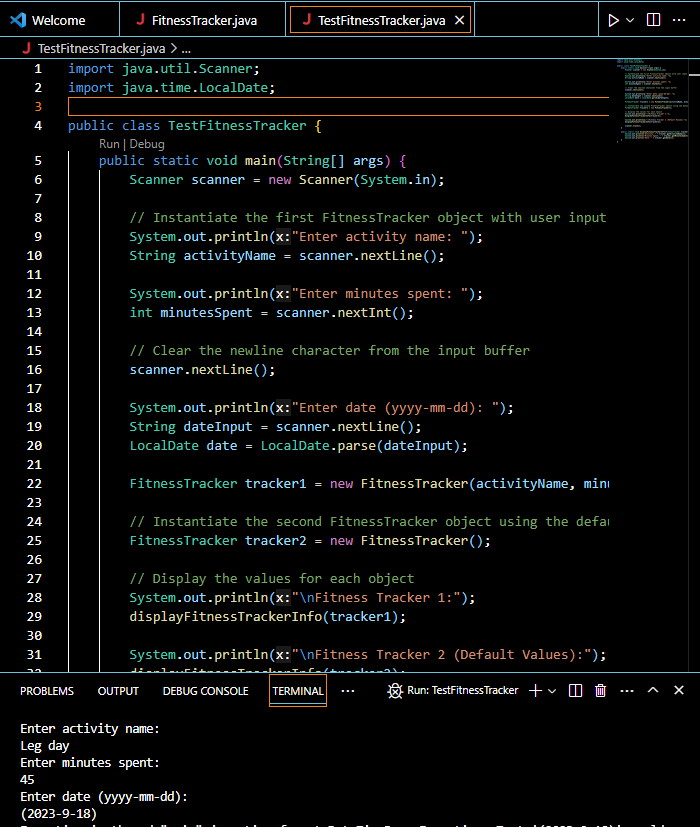 Welcome FitnessTracker.java TestFitnessTracker.java
TestFitnessTracker.java > ...
1 import java.util.Scanner;
2 import java.time.LocalDate;
3
4 public class TestFitnessTracker {
Run | Debug
5 public static void main(String[] args) {
6 Scanner scanner = new Scanner(System.in);
7
8 // Instantiate the first FitnessTracker object with user input
9 System.out.println(x:"Enter activity name: ");
10 String activityName = scanner.nextLine();
11
12 System.out.println(x:"Enter minutes spent: ");
13 int minutesSpent = scanner.nextInt();
14
15 // Clear the newline character from the input buffer
16 scanner.nextLine();
17
18 System.out.println(x:"Enter date (yyyy-mm-dd): ");
19 String dateInput = scanner.nextLine();
20 LocalDate date = LocalDate.parse(dateInput);
21
22 FitnessTracker tracker1 = new FitnessTracker(activityName, minu
23
24 // Instantiate the second FitnessTracker object using the defau
25 FitnessTracker tracker2 = new FitnessTracker();
26
27 // Display the values for each object
28 System.out.println(x:"\nFitness Tracker 1:");
29 displayFitnessTrackerInfo(tracker1);
30
31 System.out.println(x:"\nFitness Tracker 2 (Default Values):");
32 displayFitnessTrackerInfo(tracker2);
PROBLEMS OUTPUT DEBUG CONSOLE TERMINAL ··· Run: TestFitnessTracker
Enter activity name:
Leg day
Enter minutes spent:
45
Enter date (yyyy-mm-dd):
(2023-9-18)